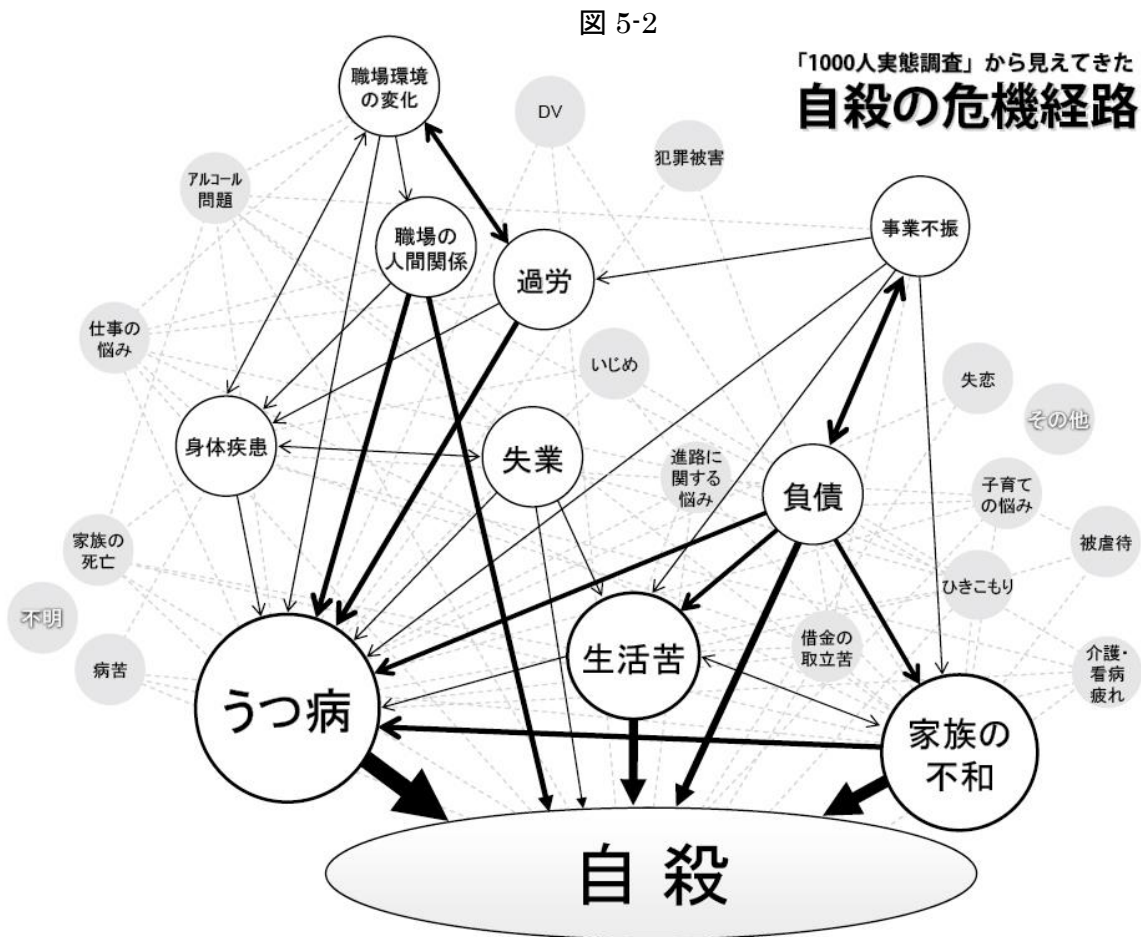 図 5-2
「1000人実態調査」から見えてきた
自殺の危機経路
職場環境
の変化
DV
犯罪被害
アルコール
問題
職場の
人間関係
過労
事業不振
仕事の
悩み
いじめ
失恋
その他
身体疾患
失業
進路に
関する
悩み
負債
子育て
の悩み
家族の
死亡
被虐待
ひきこもり
不明
病苦
うつ病
生活苦
借金の
取立苦
介護・
看病
疲れ
家族の
不和
自 殺